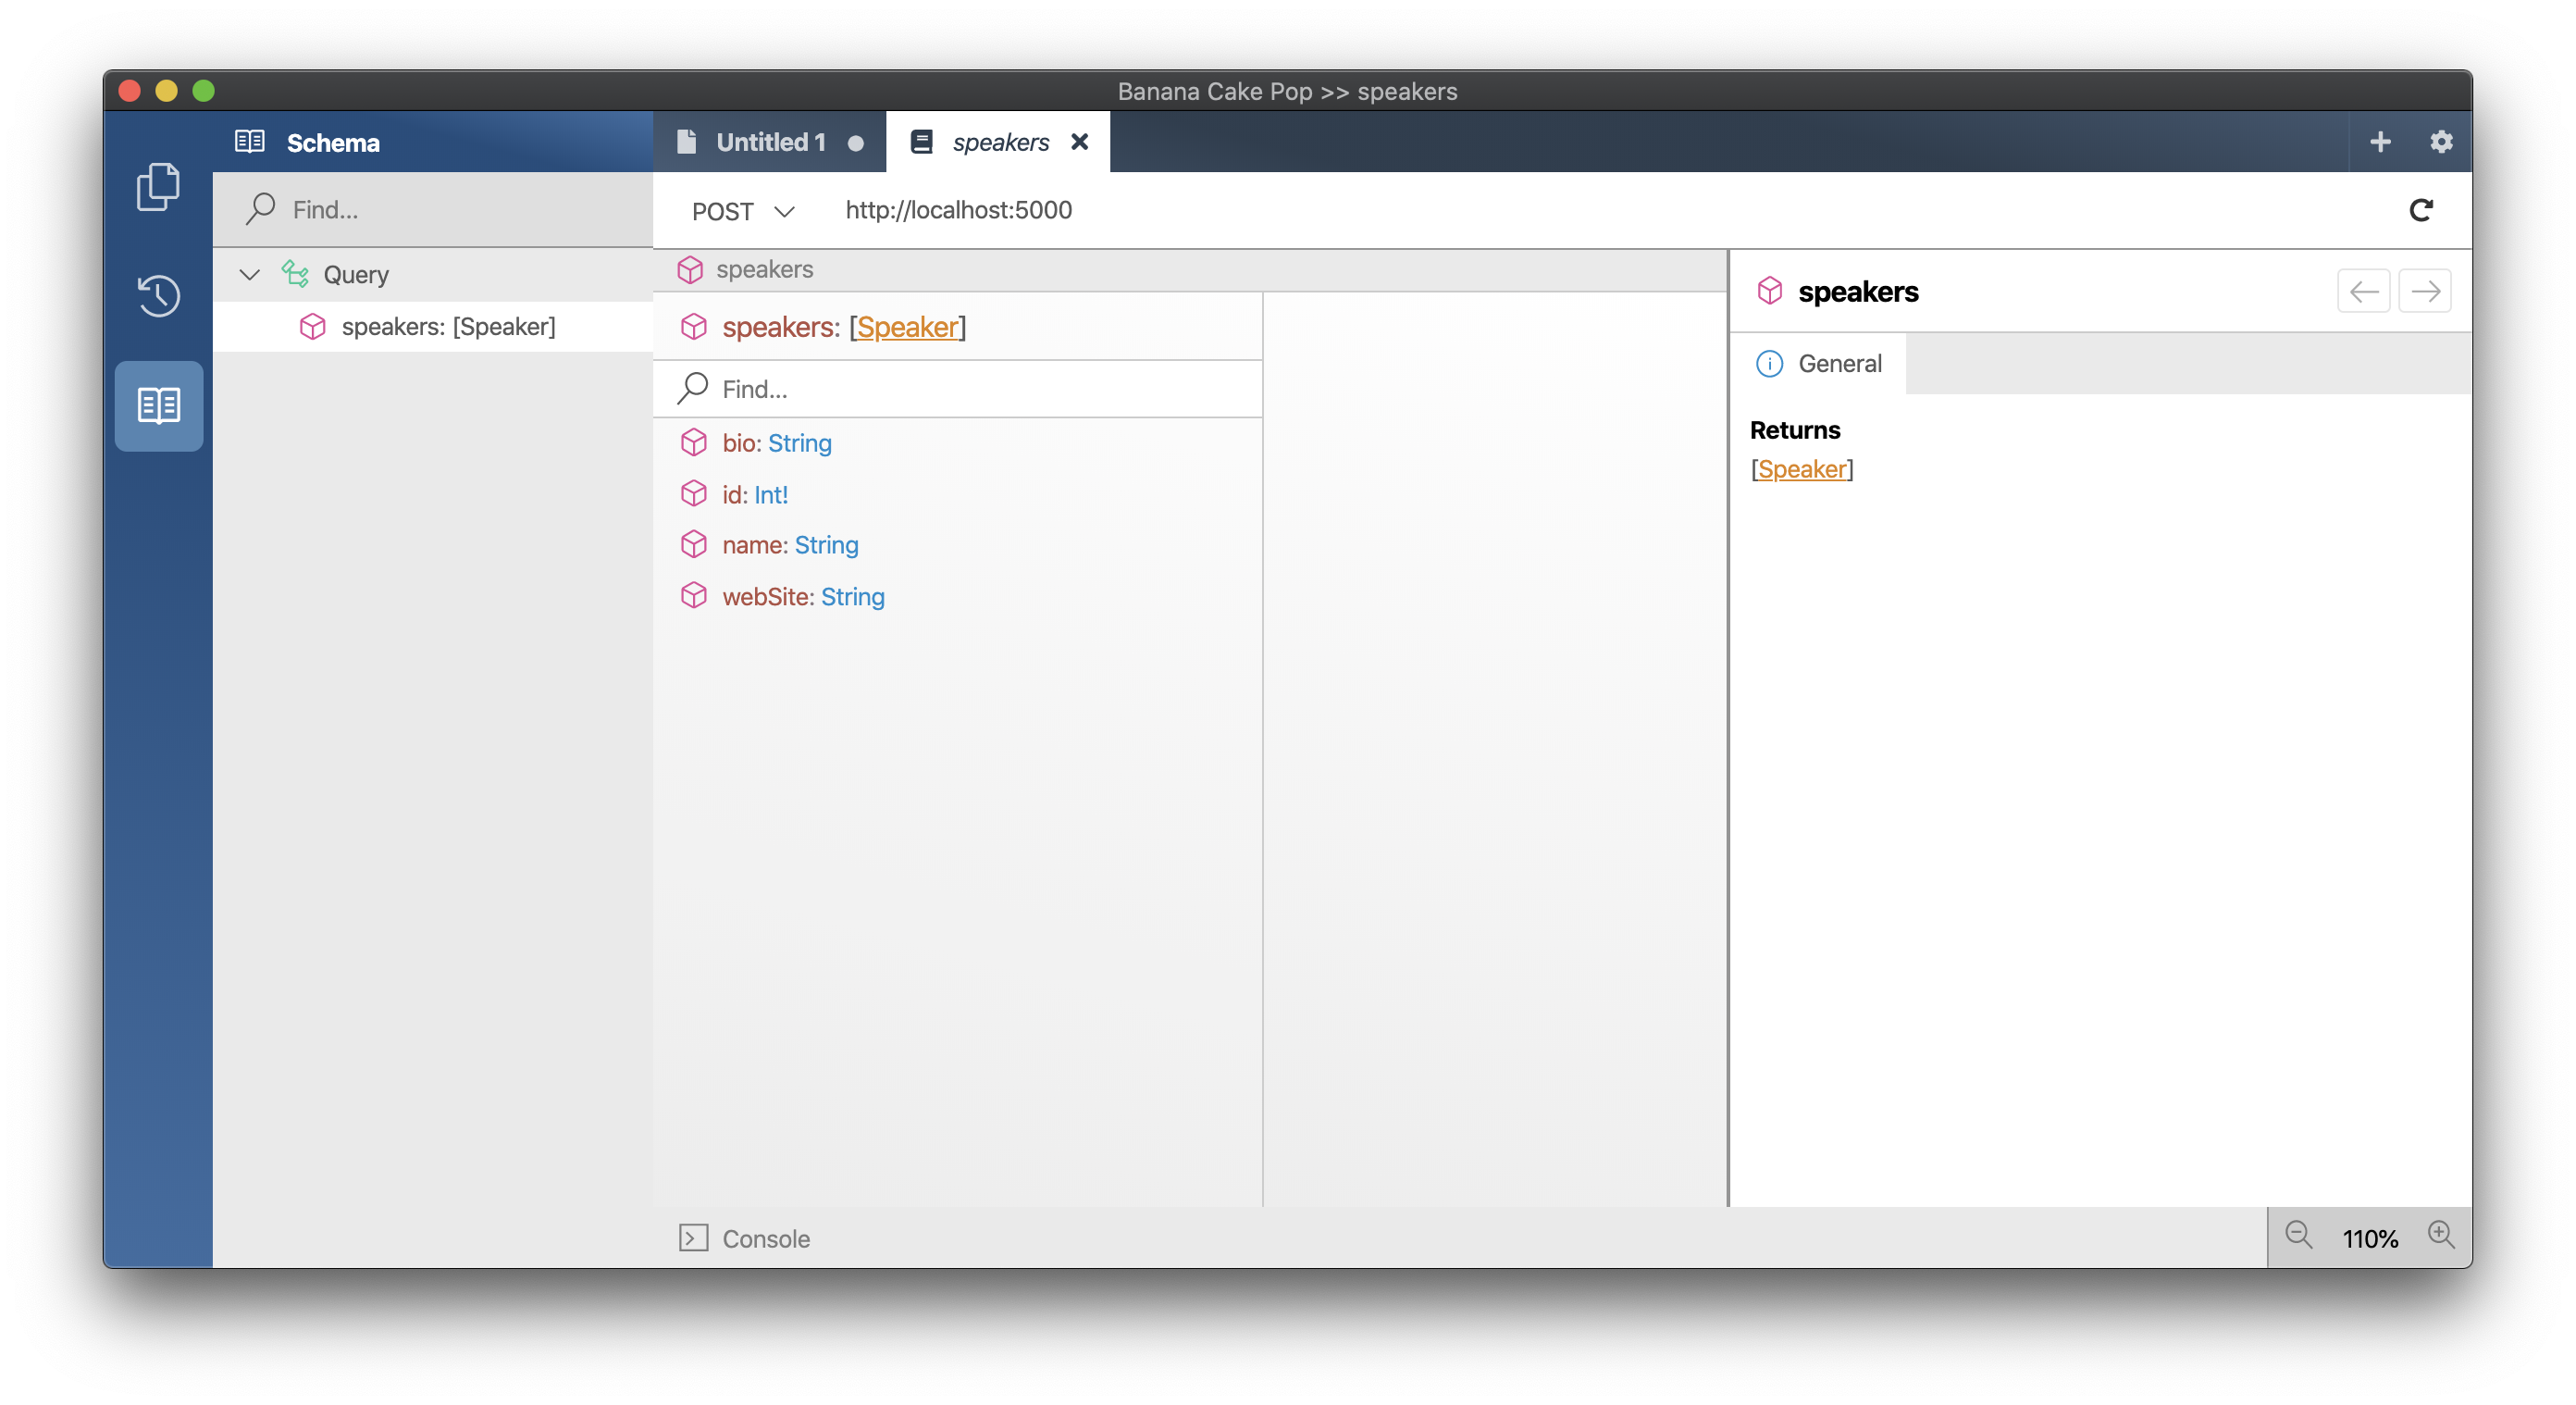 Banana Cake Pop >> speakers
Schema
Untitled 1
speakers
Find...
POST
http://localhost:5000
Query
speakers: [Speaker]
speakers
speakers: [Speaker]
Find...
bio: String
id: Int!
name: String
webSite: String
speakers
General
Returns
[Speaker]
Console
110%